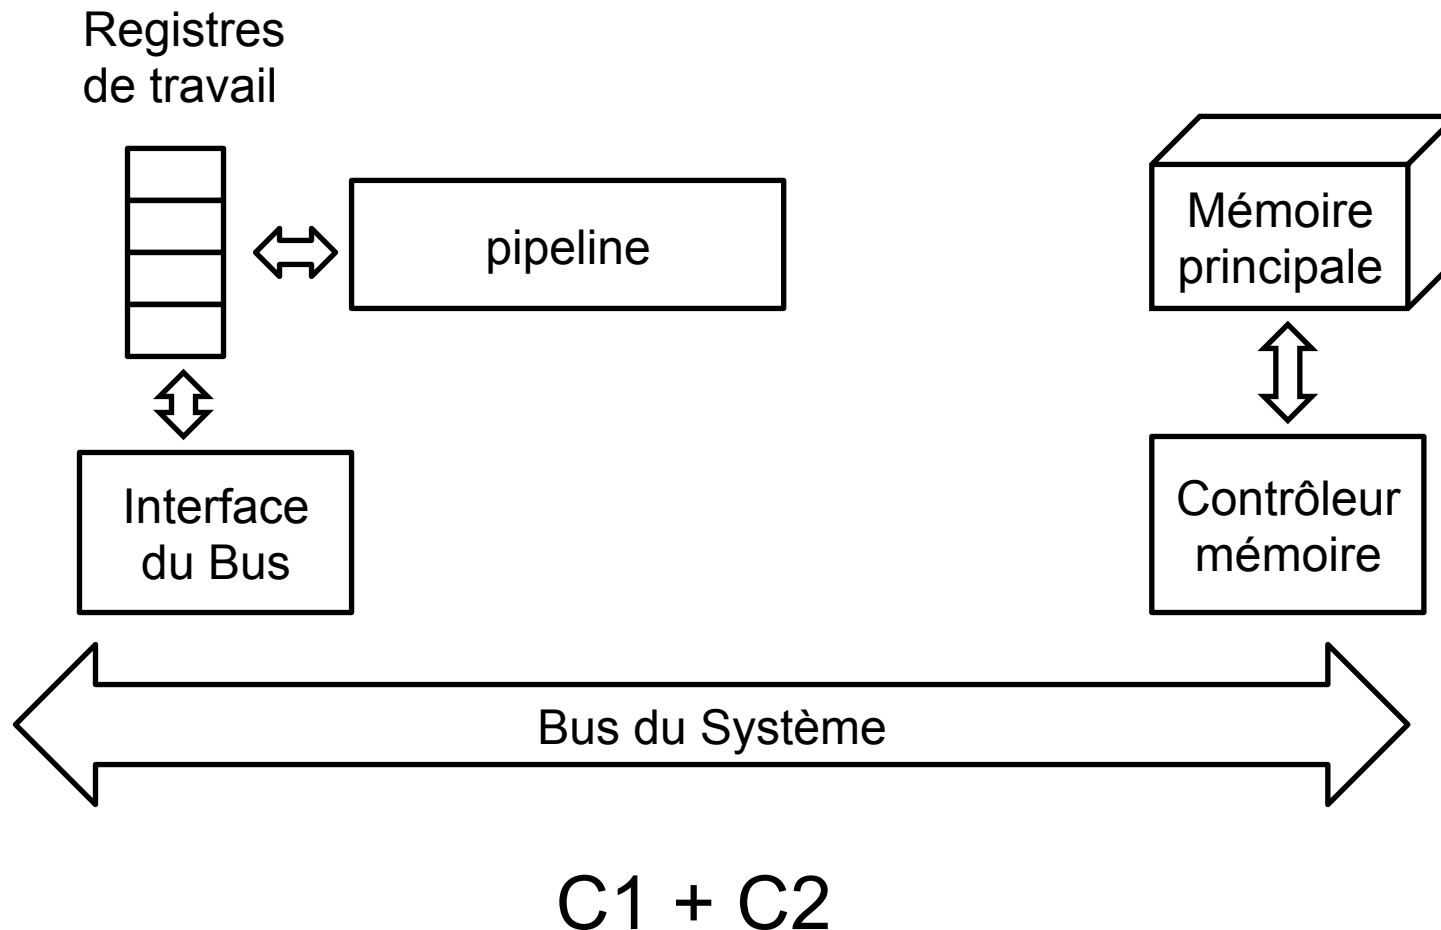 Registres
de travail
pipeline
Mémoire
principale
Interface
du Bus
Contrôleur
mémoire
Bus du Système
C1 + C2